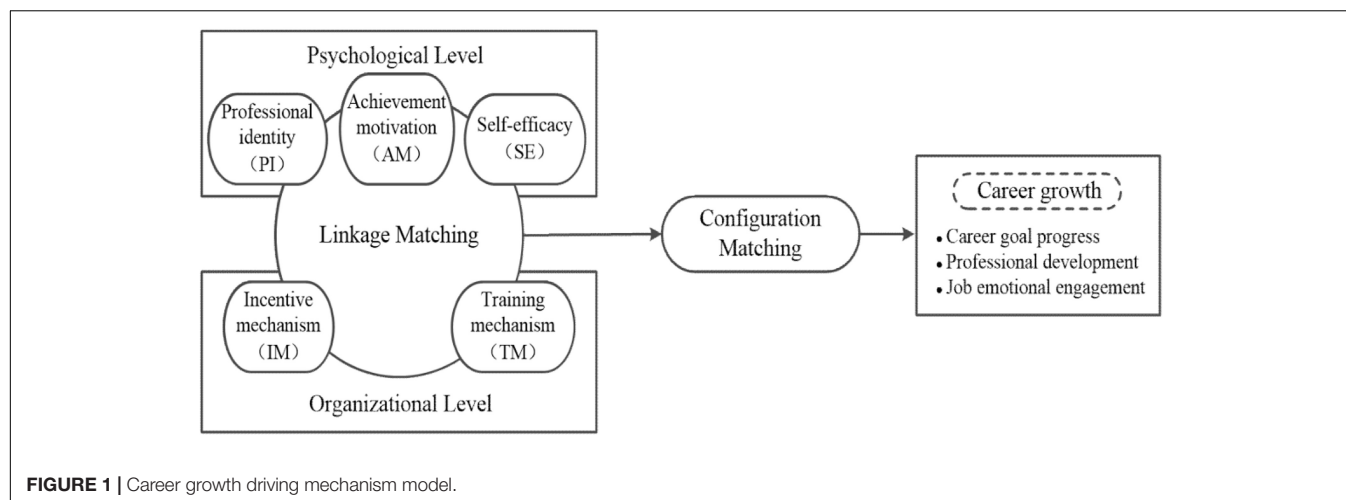 Psychological Level
Professional
identity
（PI）
Achievement
motivation
（AM）
Self-efficacy
（SE）
Linkage Matching
Incentive
mechanism
（IM）
Training
mechanism
（TM）
Organizational Level
Configuration
Matching
Career growth
• Career goal progress
• Professional development
• Job emotional engagement
FIGURE 1 | Career growth driving mechanism model.